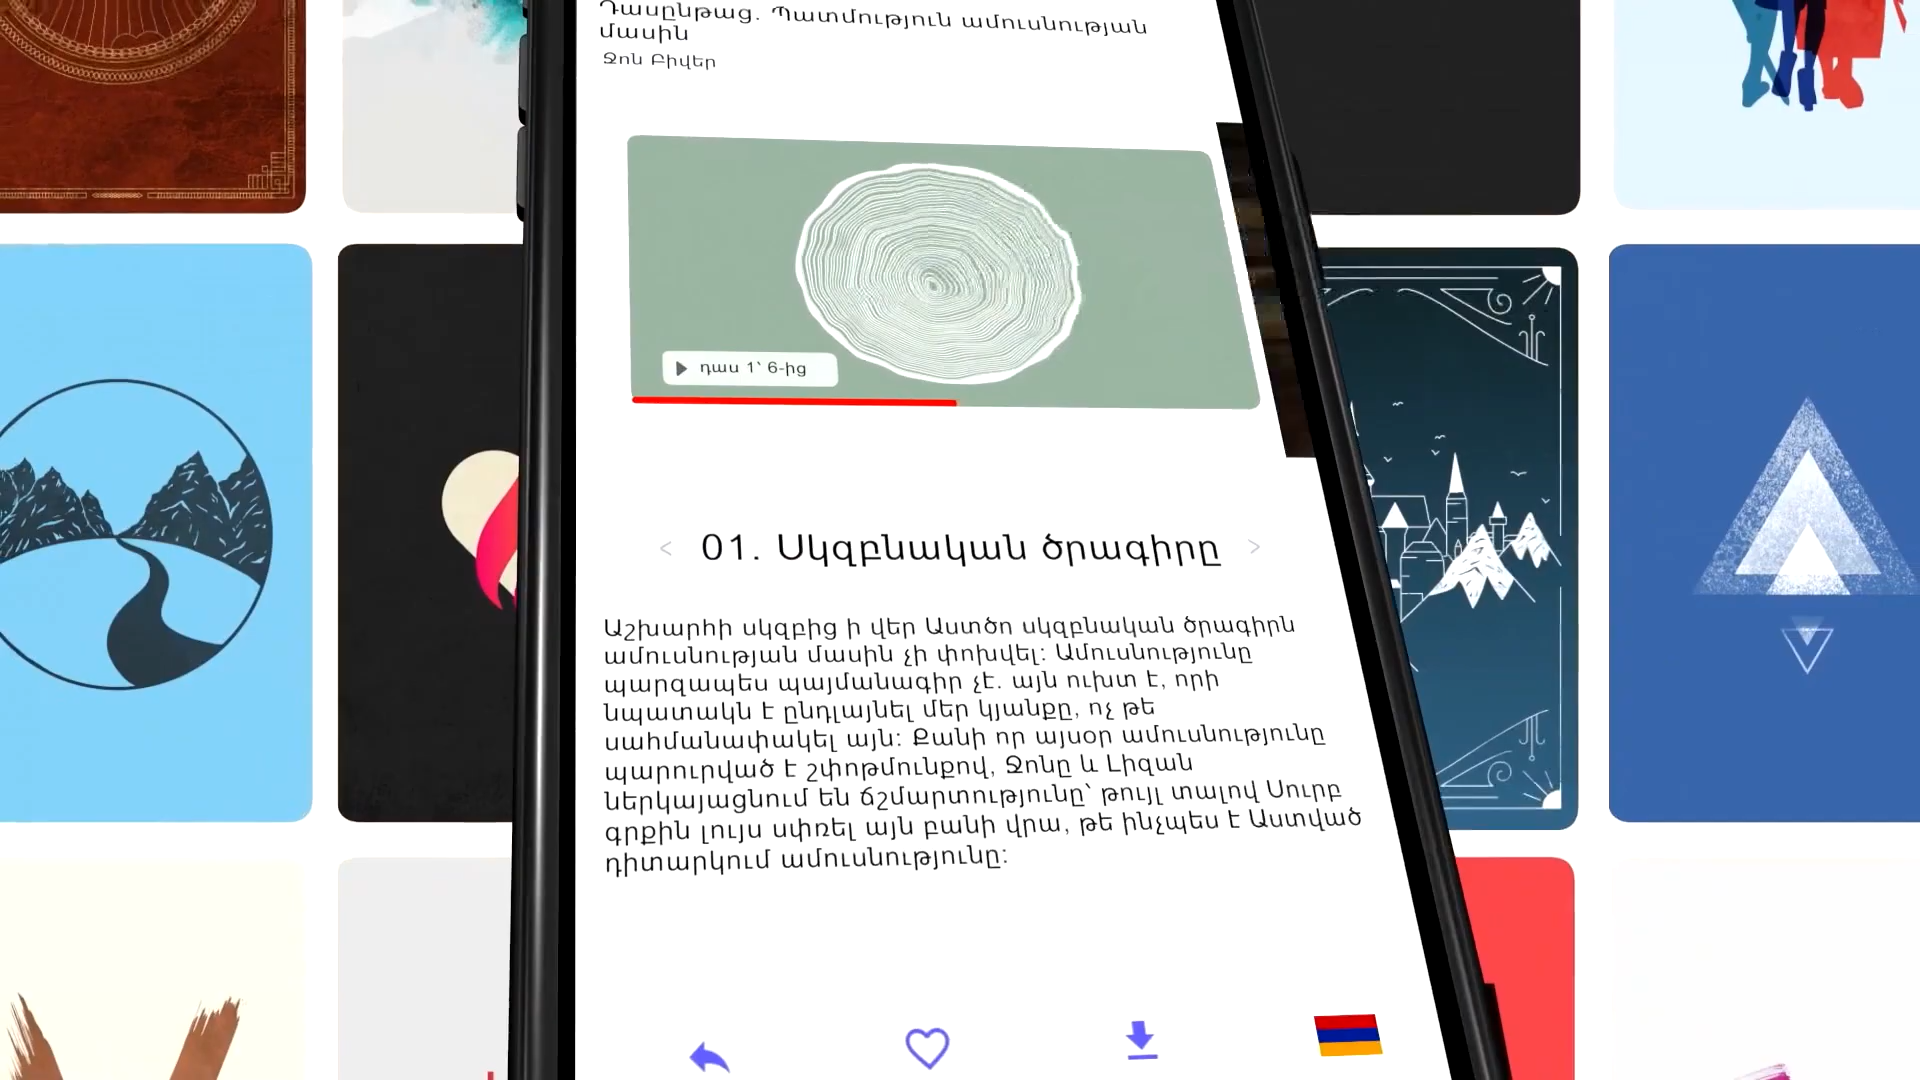 Դասընթաց. Պատմություն ամուսնության
մասին
Ջոն Բիվեր
դաս 1՝ 6-ից
< 01. Սկզբնական ծրագիրը >
Աշխարհի սկզբից ի վեր Աստծո սկզբնական ծրագիրն
ամուսնության մասին չի փոխվել: Ամուսնությունը
պարզապես պայմանագիր չէ. այն ուխտ է, որի
նպատակն է ընդլայնել մեր կյանքը, ոչ թե
սահմանափակել այն: Քանի որ այսօր ամուսնությունը
պարուրված է շփոթմունքով, Ջոնը և Լիզան
ներկայացնում են ճշմարտությունը՝ թույլ տալով Սուրբ
գրքին լույս սփռել այն բանի վրա, թե ինչպես է Աստված
դիտարկում ամուսնությունը: